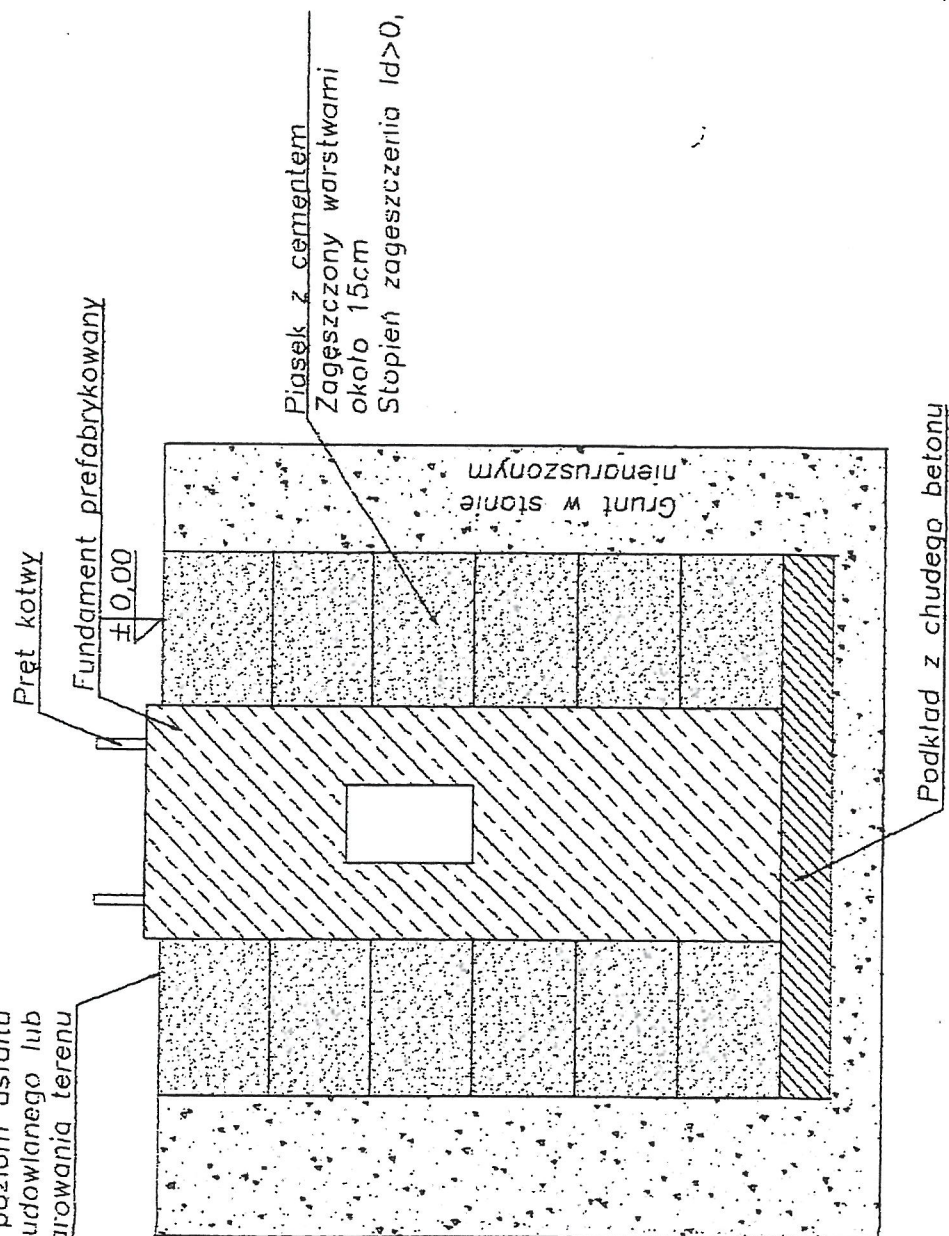 Pręt kotwy
Fundament prefabrykowany
±0,00
Piasek z cementem
Zagęszczony warstwami
około 15cm
Stopień zagęszczenia Id>0,
poziom
lub
terenu
Grunt w stanie
nienaruszonym
Podkład z chudego betonu